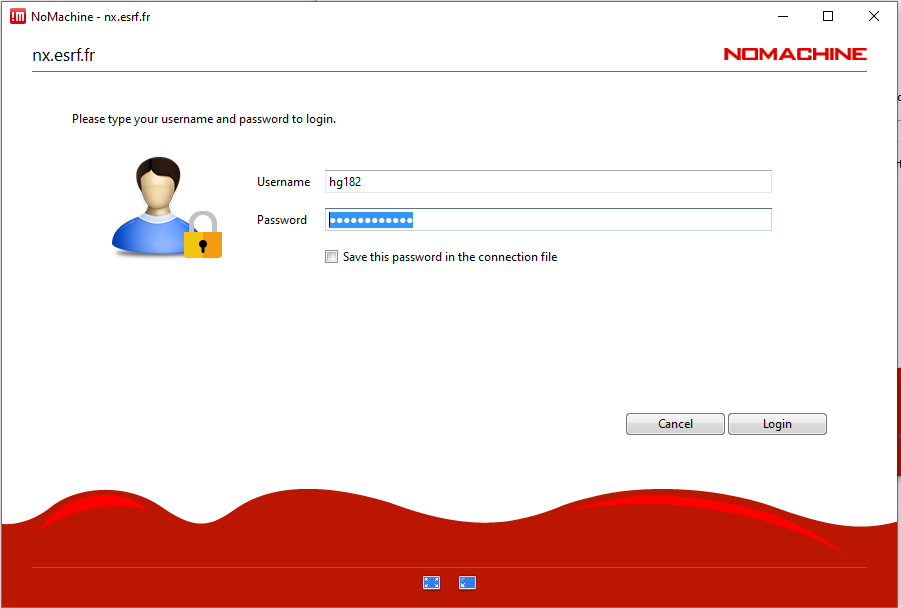 !m NoMachine - nx.esrf.fr
nx.esrf.fr
NOMACHINE
Please type your username and password to login.
Username hg182
Password ●●●●●●●●●●●●
Save this password in the connection file
Cancel Login